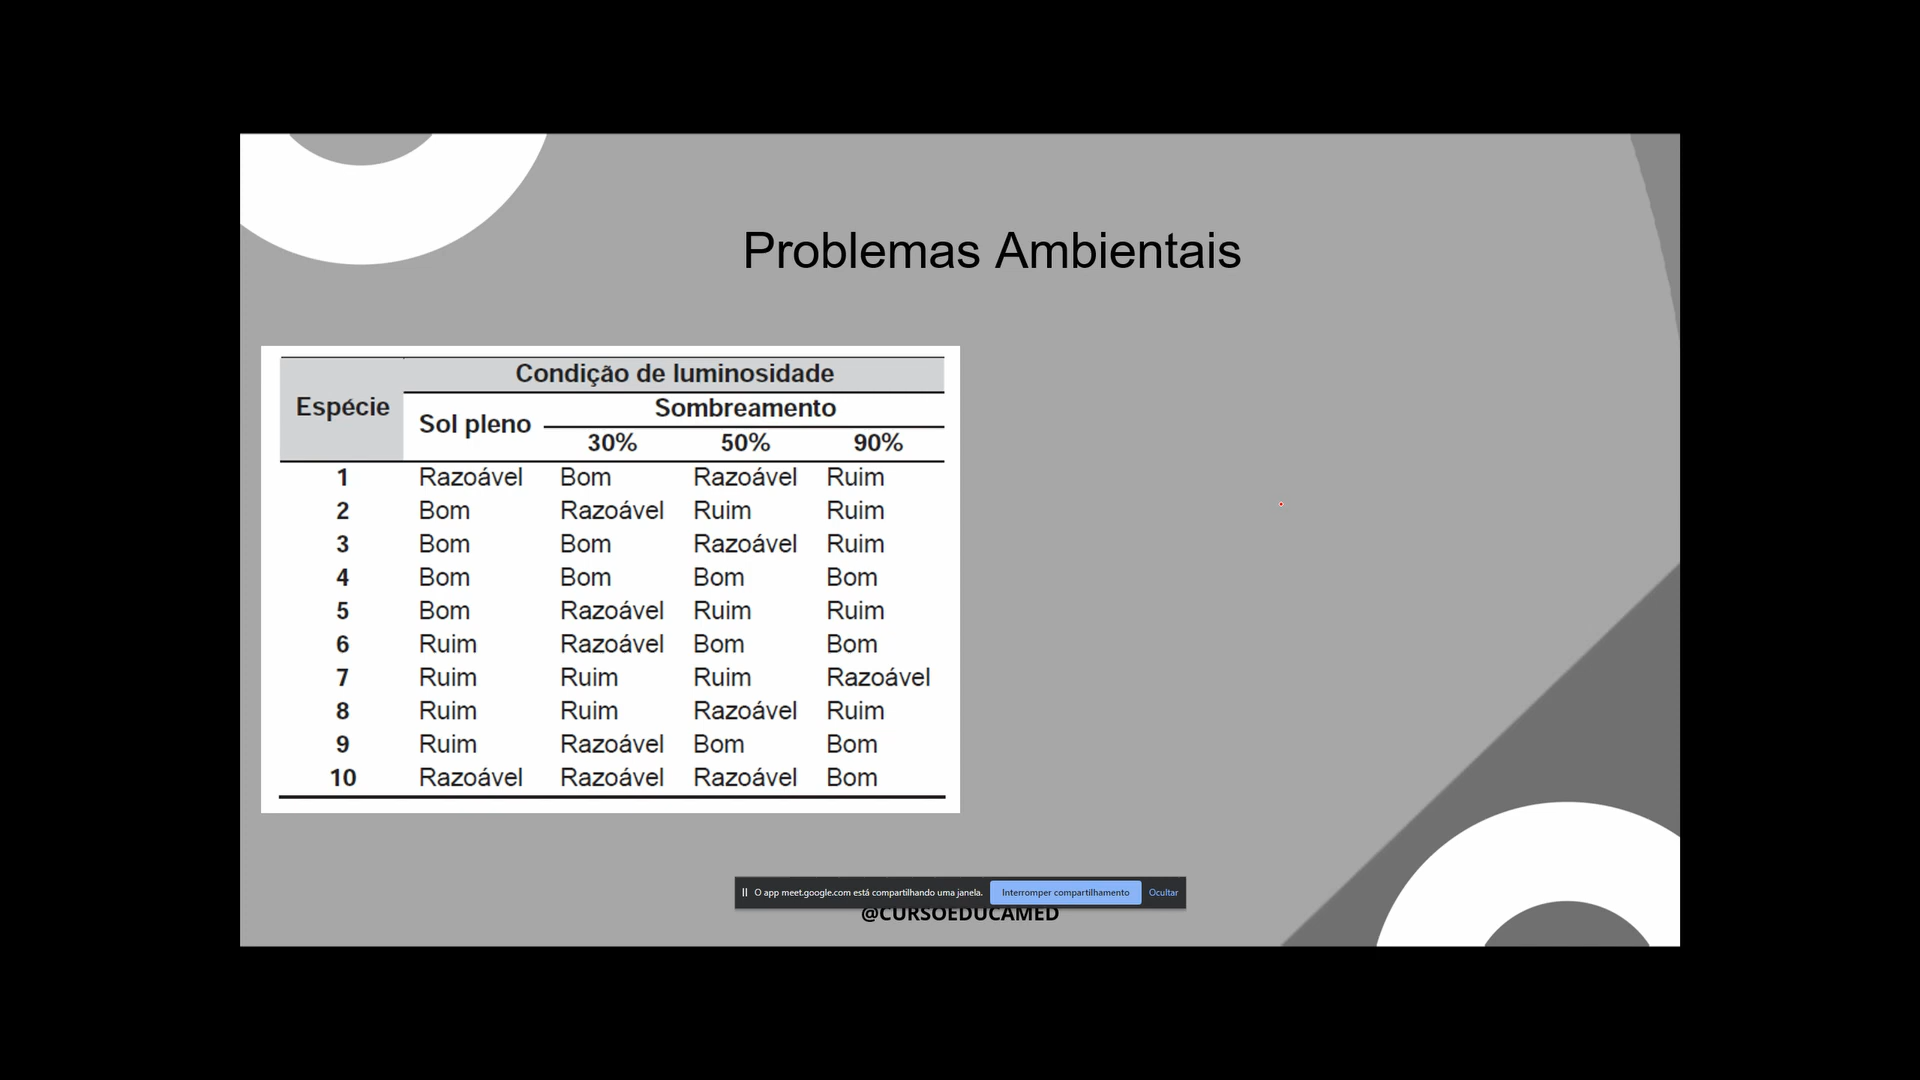 Problemas Ambientais
Condição de luminosidade
Espécie
Sol pleno
Sombreamento
30% 50% 90%
1 Razoável Bom Razoável Ruim
2 Bom Razoável Ruim Ruim
3 Bom Bom Razoável Ruim
4 Bom Bom Bom Bom
5 Bom Razoável Ruim Ruim
6 Ruim Razoável Bom Bom
7 Ruim Ruim Ruim Razoável
8 Ruim Ruim Razoável Ruim
9 Ruim Razoável Bom Bom
10 Razoável Razoável Razoável Bom
O app meet.google.com está compartilhando uma janela. Interromper compartilhamento Ocultar
@CURSOEDUCAMED